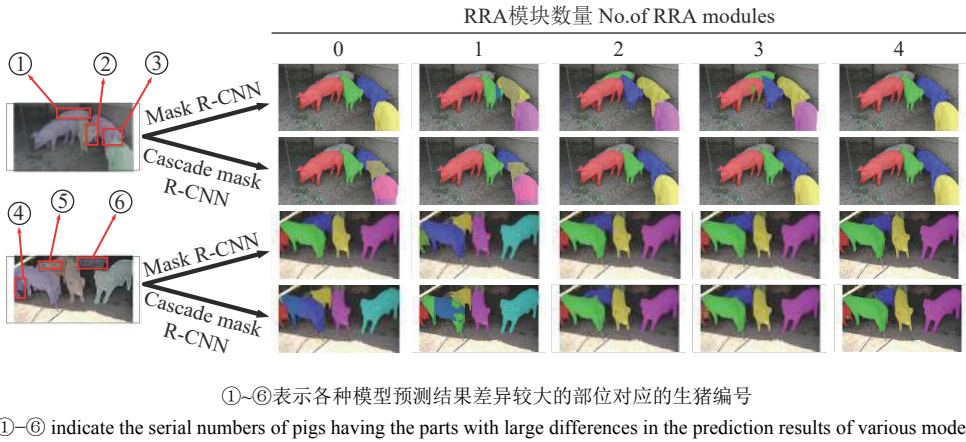 RRA模块数量 No.of RRA modules
0 1 2 3 4
① ② ③
Mask R-CNN
Cascade mask
R-CNN
④ ⑤ ⑥
Mask R-CNN
Cascade mask
R-CNN
①~⑥表示各种模型预测结果差异较大的部位对应的生猪编号
①−⑥ indicate the serial numbers of pigs having the parts with large differences in the prediction results of various mode